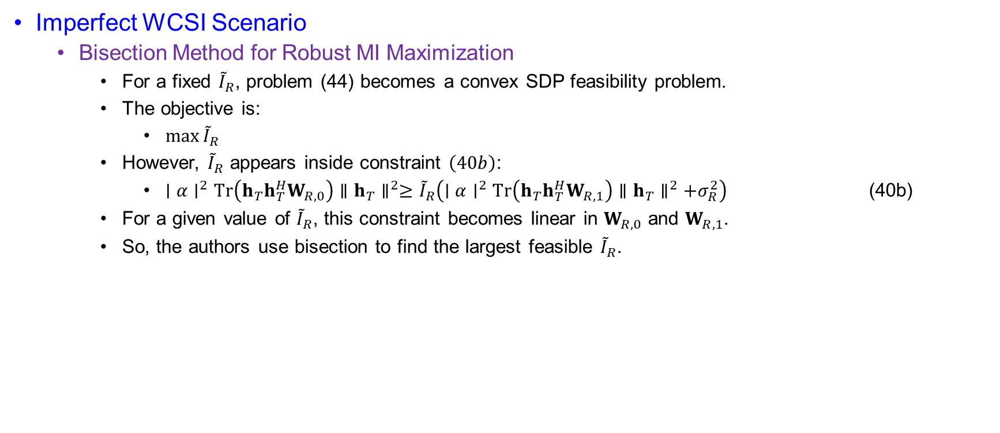 • Imperfect WCSI Scenario
• Bisection Method for Robust MI Maximization
• For a fixed Ĩ_R, problem (44) becomes a convex SDP feasibility problem.
• The objective is:
• max Ĩ_R
• However, Ĩ_R appears inside constraint (40b):
• | α |² Tr(𝐡_T 𝐡_T^H 𝐖_{R,0}) ∥ 𝐡_T ∥² ≥ Ĩ_R(| α |² Tr(𝐡_T 𝐡_T^H 𝐖_{R,1}) ∥ 𝐡_T ∥² +σ_R²) (40b)
• For a given value of Ĩ_R, this constraint becomes linear in 𝐖_{R,0} and 𝐖_{R,1}.
• So, the authors use bisection to find the largest feasible Ĩ_R.